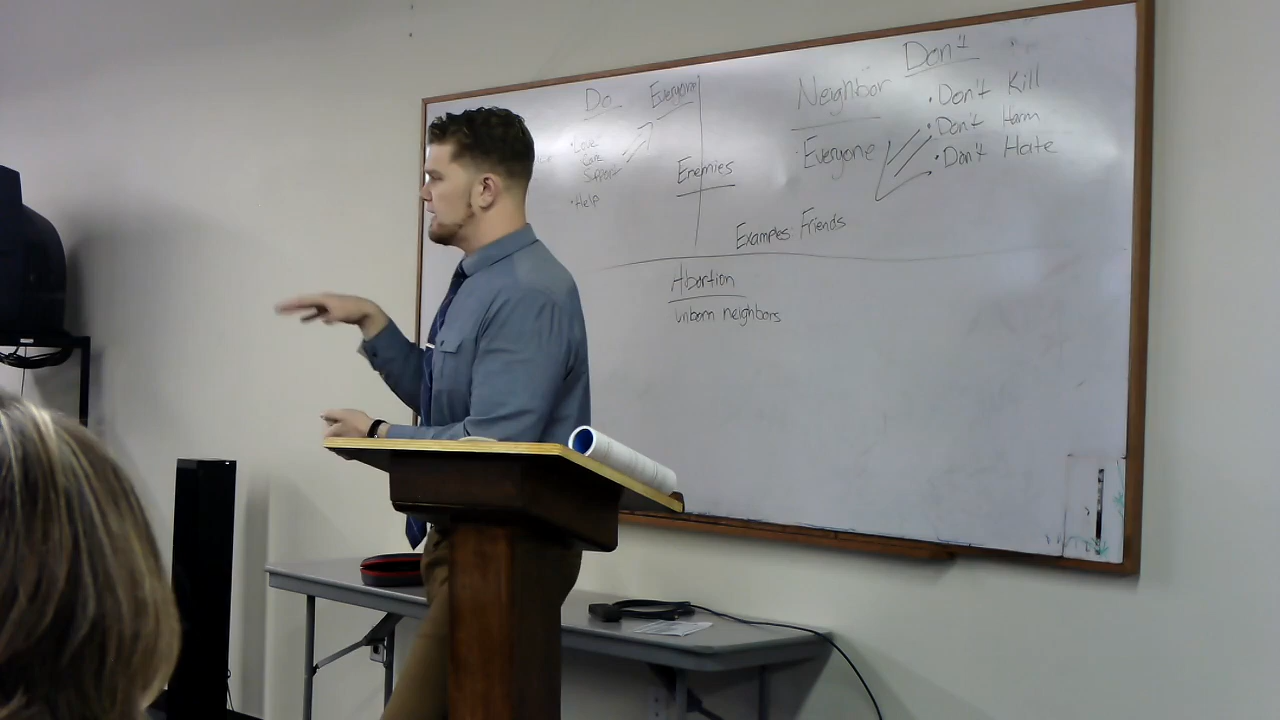 Do Everyone
• Love
Care
Support
• Help
Enemies
Neighbor
• Everyone
Don't
• Don't Kill
• Don't Harm
• Don't Hate
Examples: Friends
Abortion
unborn neighbors